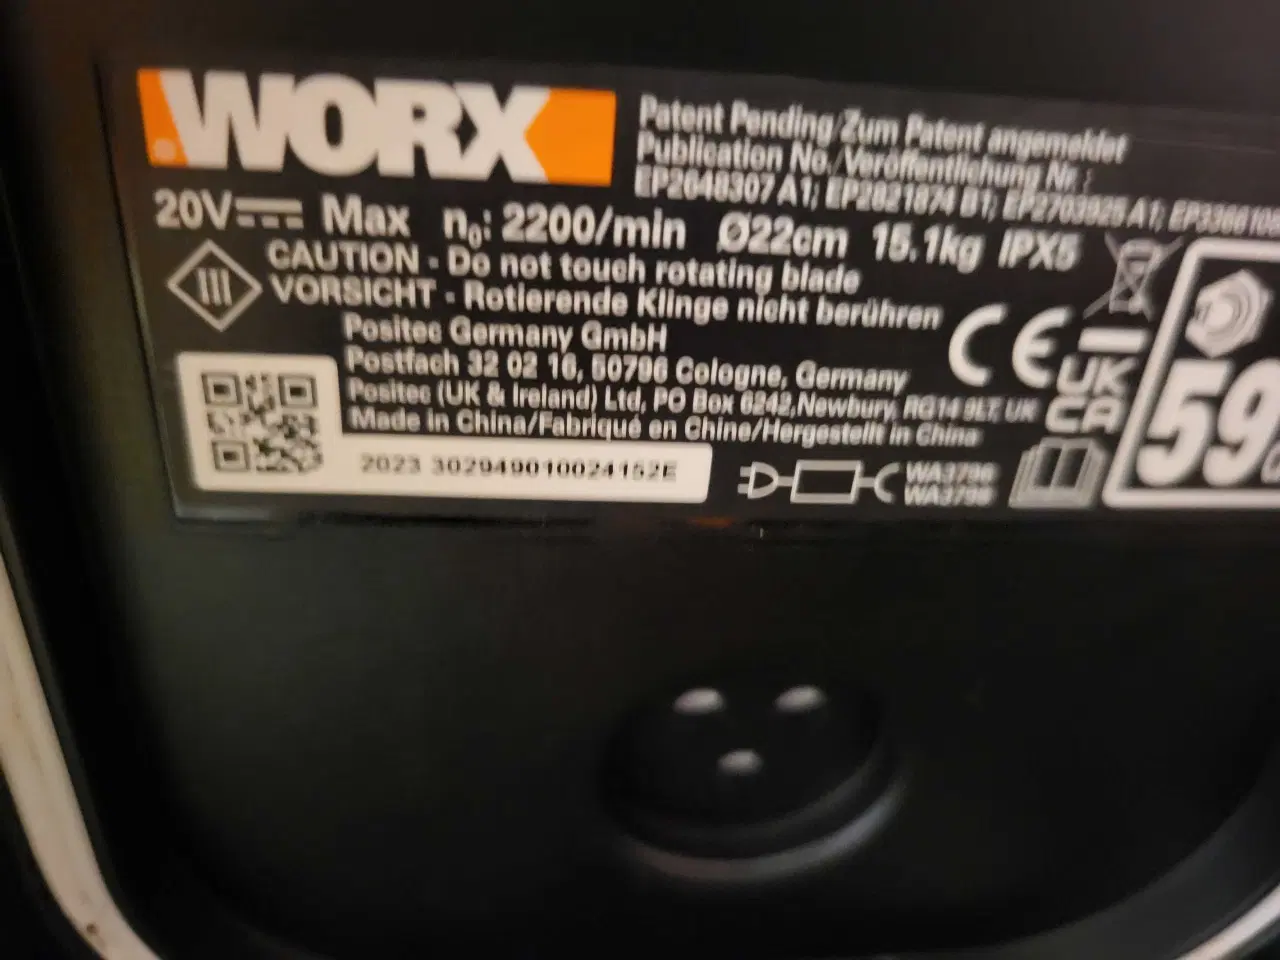 WORX
Patent Pending/Zum Patent angemeldet
Publication No./Veröffentlichung Nr.:
EP2648307 A1; EP2821874 B1; EP2703925 A1;
20V Max n₀: 2200/min Ø22cm 15.1kg IPX5
CAUTION - Do not touch rotating blade
VORSICHT - Rotierende Klinge nicht berühren
III
Positec Germany GmbH
Postfach 32 02 16, 50796 Cologne, Germany
Positec (UK & Ireland) Ltd, PO Box 6242, Newbury, RG14 9LT, UK
Made in China/Fabriqué en Chine/Hergestellt in China
CE
UK
CA
59
2023 302949010024152E
WA3796